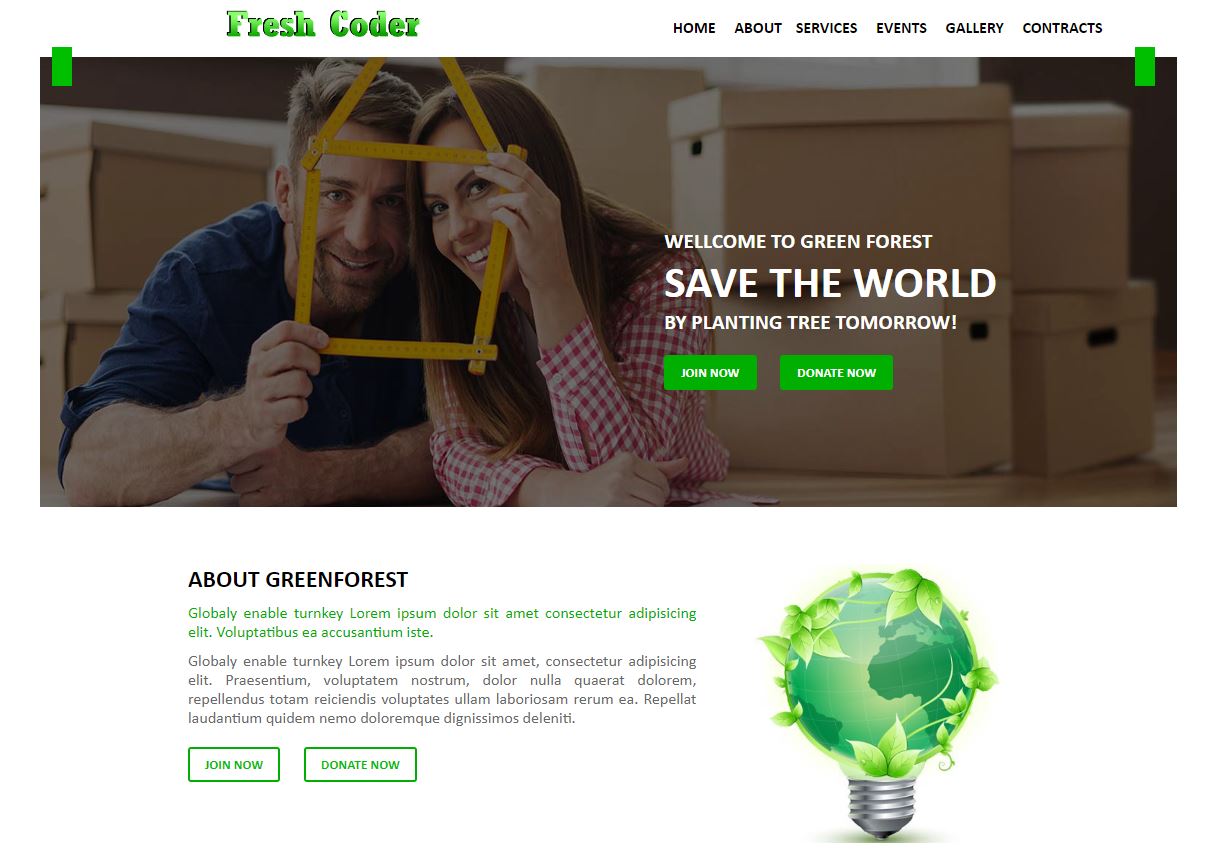 Fresh Coder
HOME ABOUT SERVICES EVENTS GALLERY CONTRACTS
WELLCOME TO GREEN FOREST
SAVE THE WORLD
BY PLANTING TREE TOMORROW!
JOIN NOW DONATE NOW
ABOUT GREENFOREST
Globaly enable turnkey Lorem ipsum dolor sit amet consectetur adipisicing
elit. Voluptatibus ea accusantium iste.
Globaly enable turnkey Lorem ipsum dolor sit amet, consectetur adipisicing
elit. Praesentium, voluptatem nostrum, dolor nulla quaerat dolorem,
repellendus totam reiciendis voluptates ullam laboriosam rerum ea. Repellat
laudantium quidem nemo doloremque dignissimos deleniti.
JOIN NOW DONATE NOW